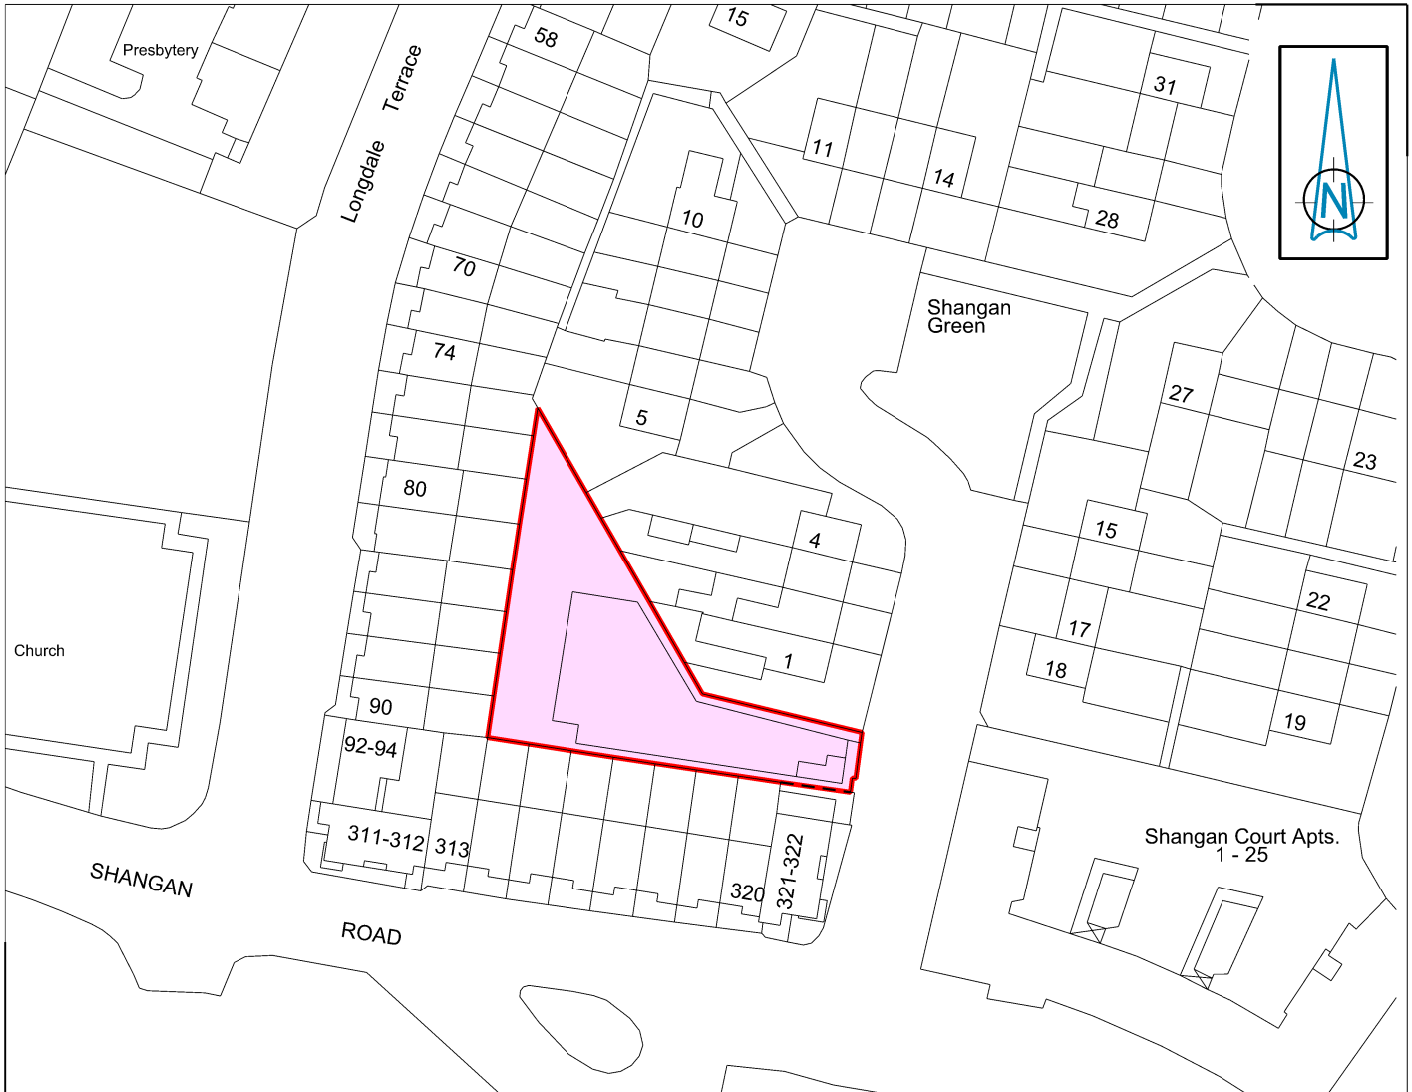 15
58
Presbytery
31
Longdale Terrace
11
14
10
28
70
Shangan
Green
74
27
5
23
80
15
4
22
17
Church
1
18
90
19
92-94
311-312
313
321-322
Shangan Court Apts.
1 - 25
SHANGAN
320
ROAD
N